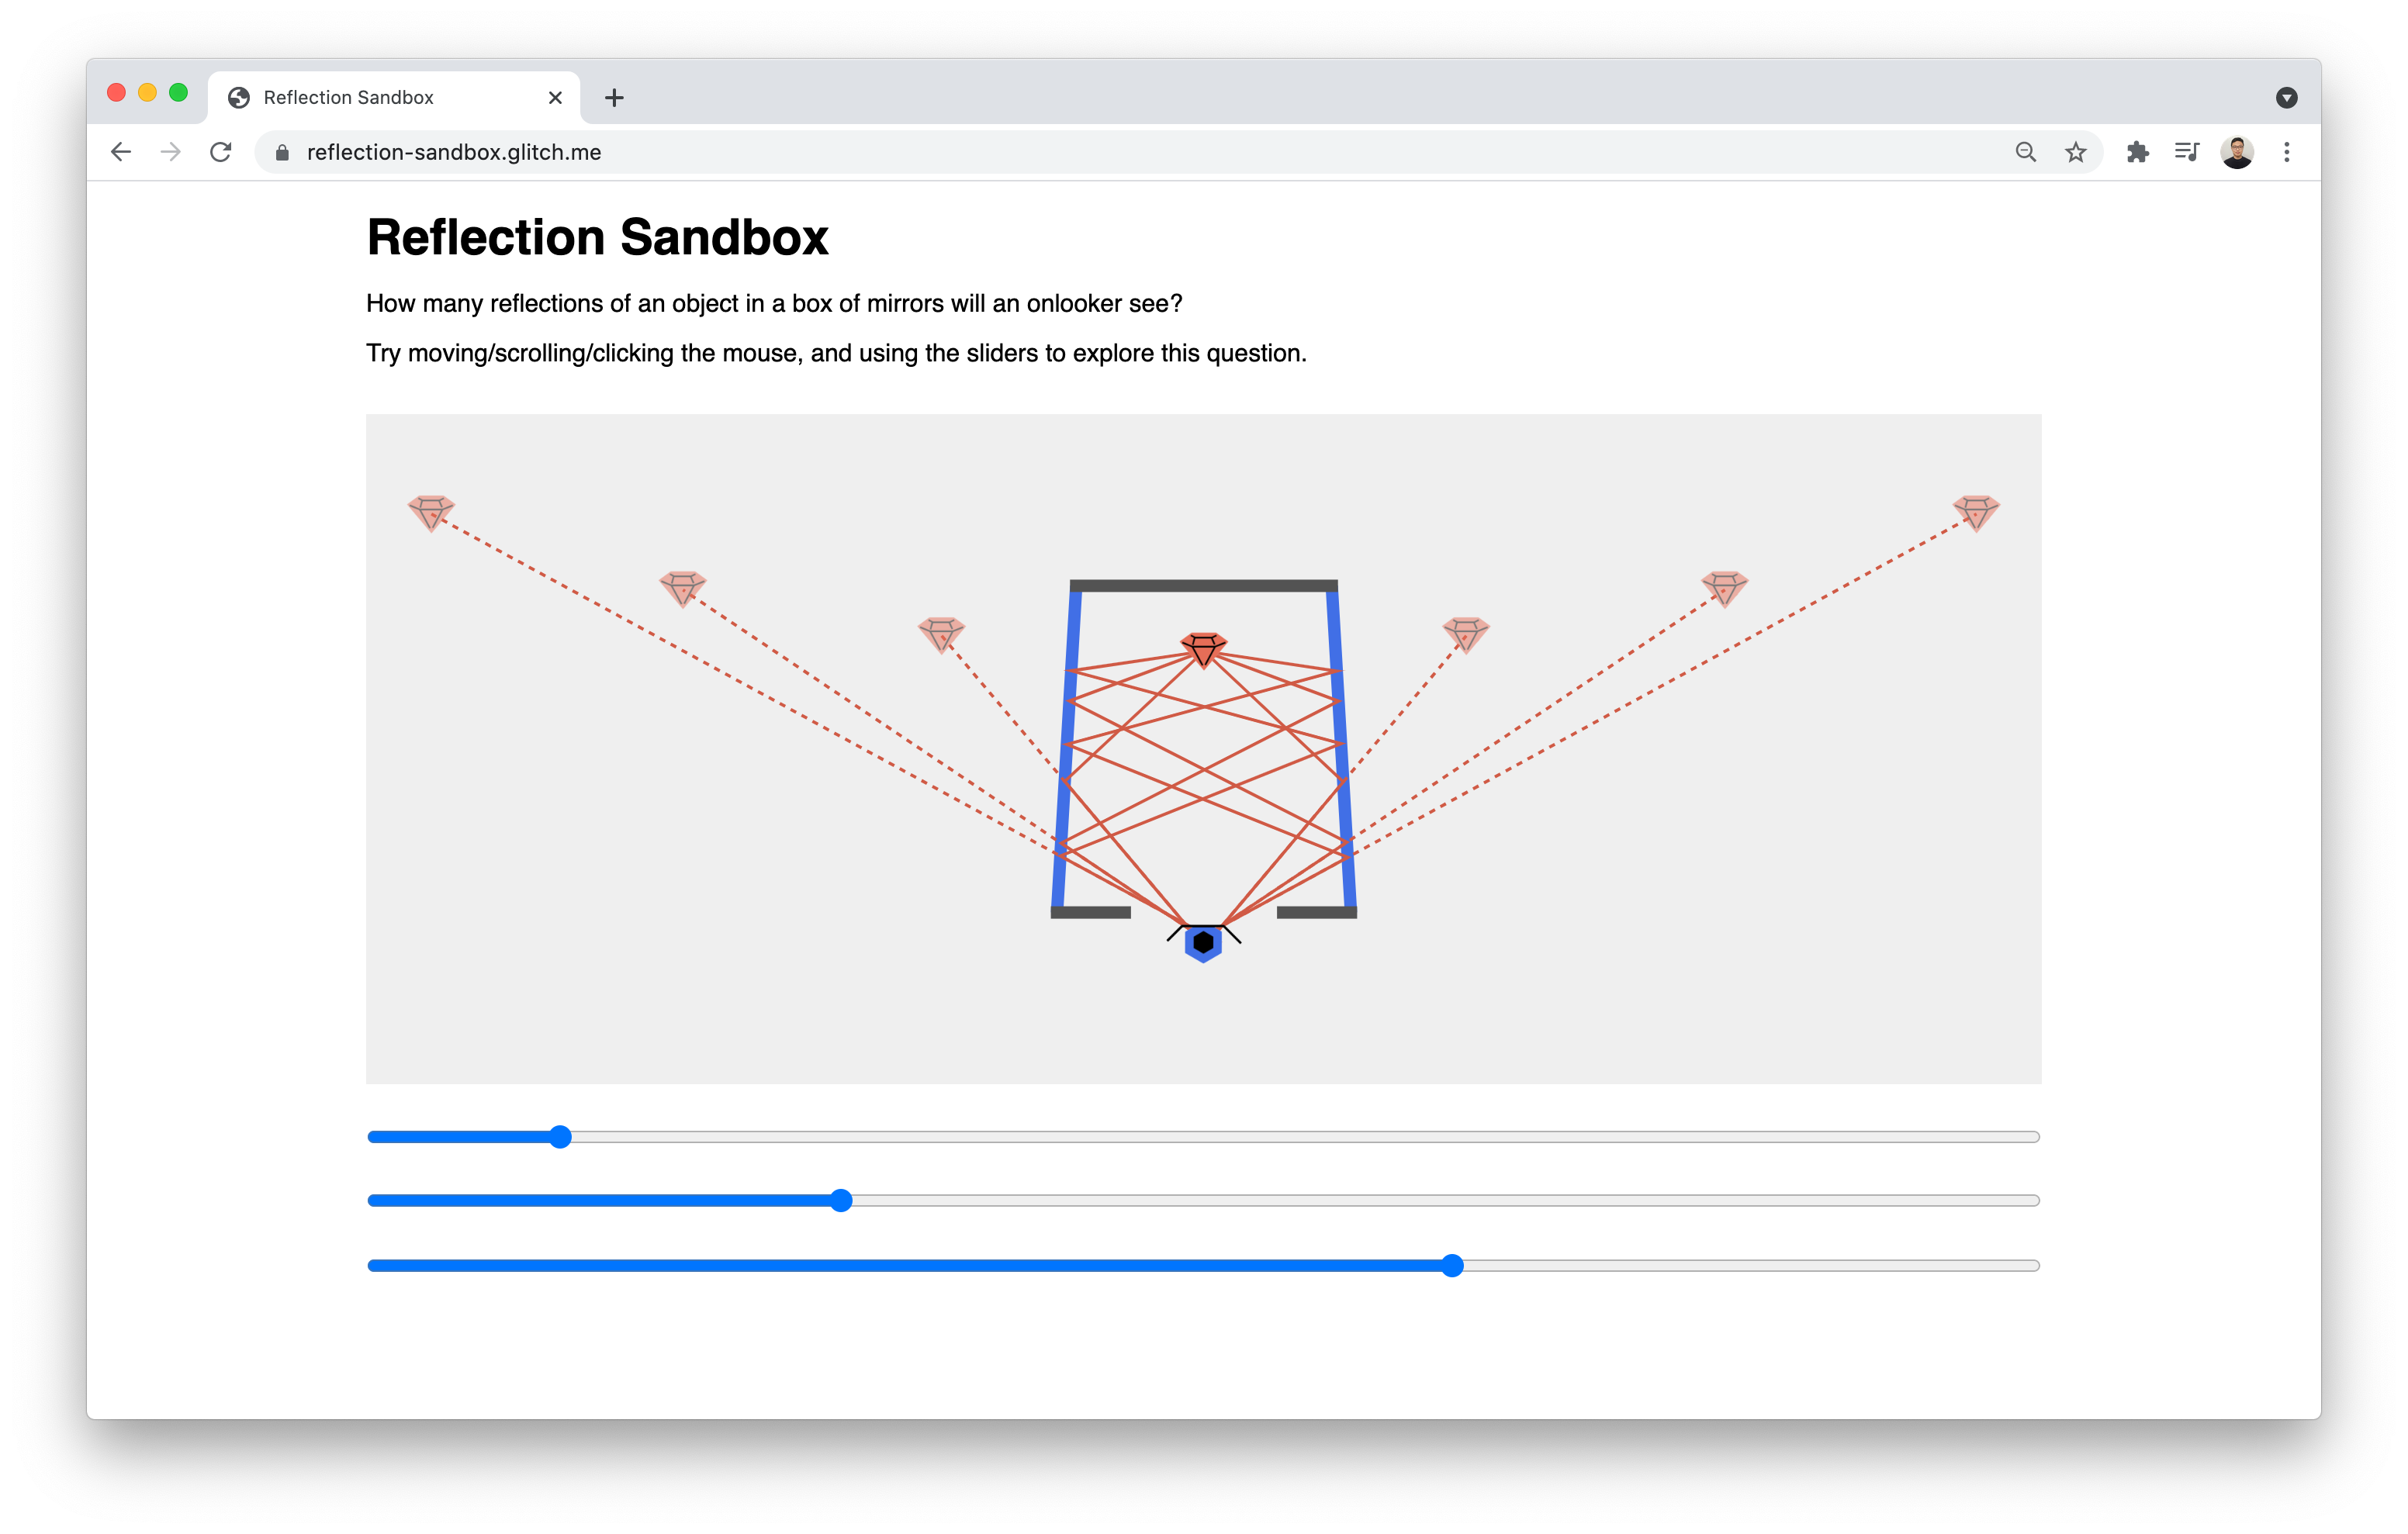 Reflection Sandbox
reflection-sandbox.glitch.me
Reflection Sandbox
How many reflections of an object in a box of mirrors will an onlooker see?
Try moving/scrolling/clicking the mouse, and using the sliders to explore this question.